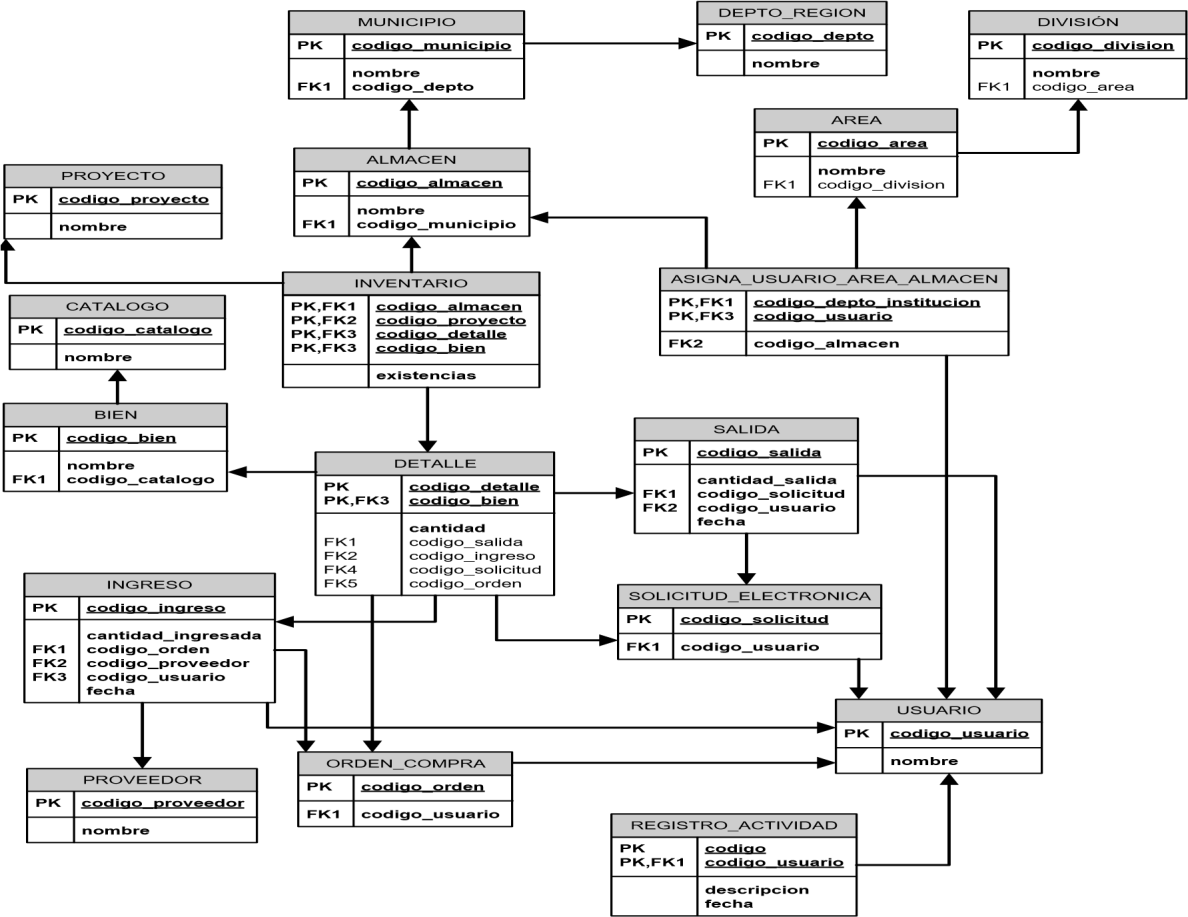 MUNICIPIO
PK codigo_municipio
nombre
FK1 codigo_depto
DEPTO_REGION
PK codigo_depto
nombre
DIVISIÓN
PK codigo_division
nombre
FK1 codigo_area
AREA
PK codigo_area
nombre
FK1 codigo_division
ALMACEN
PK codigo_almacen
nombre
FK1 codigo_municipio
PROYECTO
PK codigo_proyecto
nombre
INVENTARIO
PK,FK1 codigo_almacen
PK,FK2 codigo_proyecto
PK,FK3 codigo_detalle
PK,FK3 codigo_bien
existencias
ASIGNA_USUARIO_AREA_ALMACEN
PK,FK1 codigo_depto_institucion
PK,FK3 codigo_usuario
FK2 codigo_almacen
CATALOGO
PK codigo_catalogo
nombre
BIEN
PK codigo_bien
nombre
FK1 codigo_catalogo
DETALLE
PK codigo_detalle
PK,FK3 codigo_bien
cantidad
FK1 codigo_salida
FK2 codigo_ingreso
FK4 codigo_solicitud
FK5 codigo_orden
SALIDA
PK codigo_salida
cantidad_salida
FK1 codigo_solicitud
FK2 codigo_usuario
fecha
INGRESO
PK codigo_ingreso
cantidad_ingresada
FK1 codigo_orden
FK2 codigo_proveedor
FK3 codigo_usuario
fecha
SOLICITUD_ELECTRONICA
PK codigo_solicitud
FK1 codigo_usuario
USUARIO
PK codigo_usuario
nombre
PROVEEDOR
PK codigo_proveedor
nombre
ORDEN_COMPRA
PK codigo_orden
FK1 codigo_usuario
REGISTRO_ACTIVIDAD
PK codigo
PK,FK1 codigo_usuario
descripcion
fecha